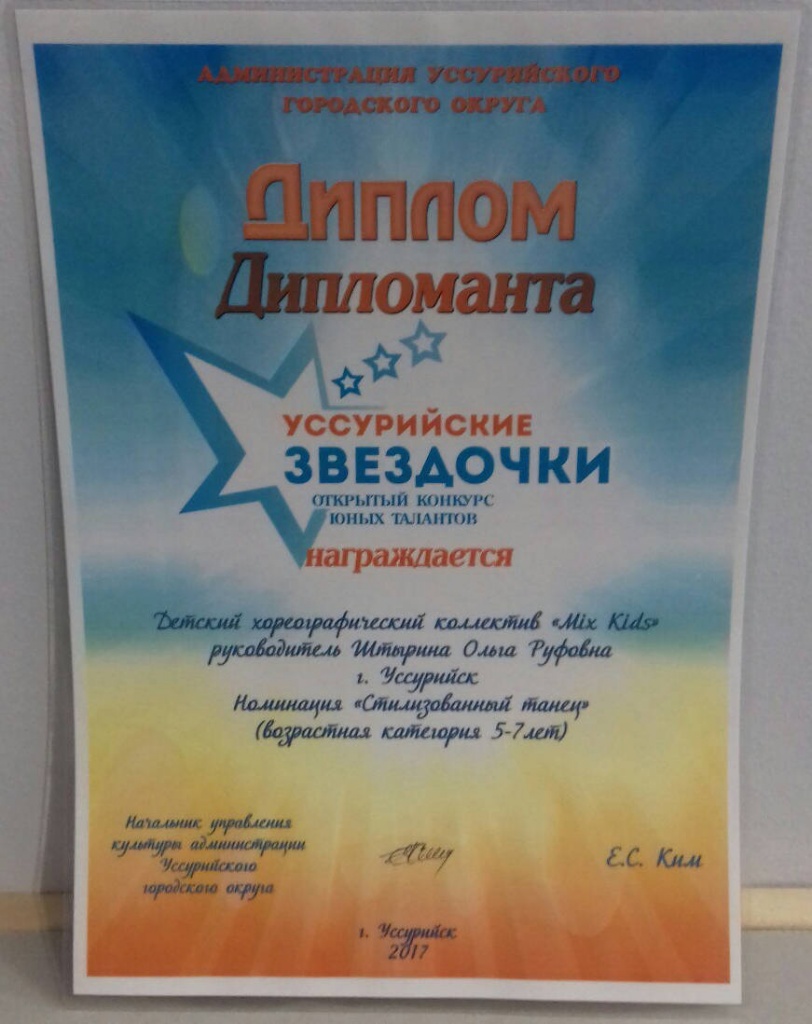 АДМИНИСТРАЦИЯ УССУРИЙСКОГО
ГОРОДСКОГО ОКРУГА
Диплом
Дипломанта
УССУРИЙСКИЕ
ЗВЕЗДОЧКИ
ОТКРЫТЫЙ КОНКУРС
ЮНЫХ ТАЛАНТОВ
награждается
Детский хореографический коллектив «Mix Kids»
руководитель Штырина Ольга Руфовна
г. Уссурийск
Номинация «Стилизованный танец»
(возрастная категория 5-7лет)
Начальник управления
культуры администрации
Уссурийского
городского округа
Е.С. Ким
г. Уссурийск
2017